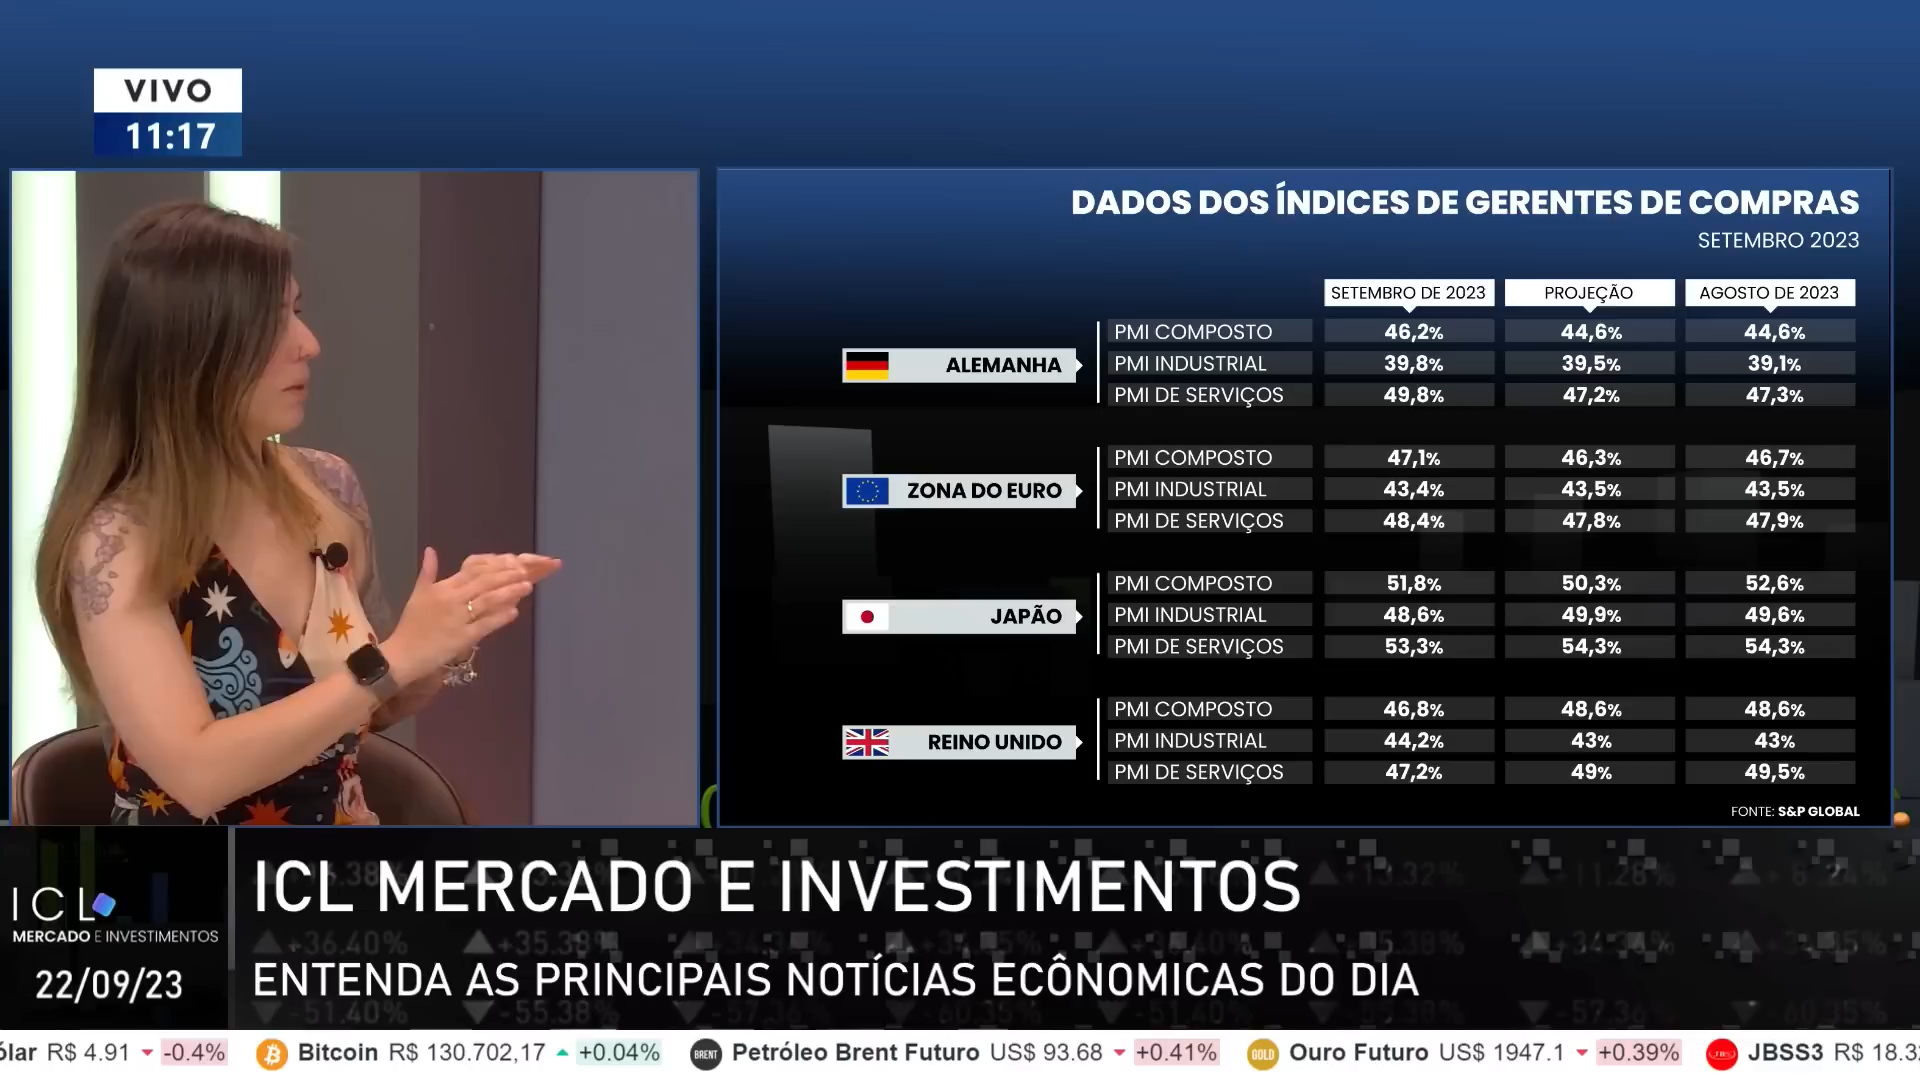 VIVO
11:17
DADOS DOS ÍNDICES DE GERENTES DE COMPRAS
SETEMBRO 2023
SETEMBRO DE 2023 PROJEÇÃO AGOSTO DE 2023
ALEMANHA
PMI COMPOSTO 46,2% 44,6% 44,6%
PMI INDUSTRIAL 39,8% 39,5% 39,1%
PMI DE SERVIÇOS 49,8% 47,2% 47,3%
ZONA DO EURO
PMI COMPOSTO 47,1% 46,3% 46,7%
PMI INDUSTRIAL 43,4% 43,5% 43,5%
PMI DE SERVIÇOS 48,4% 47,8% 47,9%
JAPÃO
PMI COMPOSTO 51,8% 50,3% 52,6%
PMI INDUSTRIAL 48,6% 49,9% 49,6%
PMI DE SERVIÇOS 53,3% 54,3% 54,3%
REINO UNIDO
PMI COMPOSTO 46,8% 48,6% 48,6%
PMI INDUSTRIAL 44,2% 43% 43%
PMI DE SERVIÇOS 47,2% 49% 49,5%
FONTE: S&P GLOBAL
ICL
MERCADO E INVESTIMENTOS
22/09/23
ICL MERCADO E INVESTIMENTOS
ENTENDA AS PRINCIPAIS NOTÍCIAS ECÔNOMICAS DO DIA
R$ 4.91 -0.4% Bitcoin R$ 130.702,17 +0.04% BRENT Petróleo Brent Futuro US$ 93.68 +0.41% GOLD Ouro Futuro US$ 1947.1 +0.39% JBSS3 R$